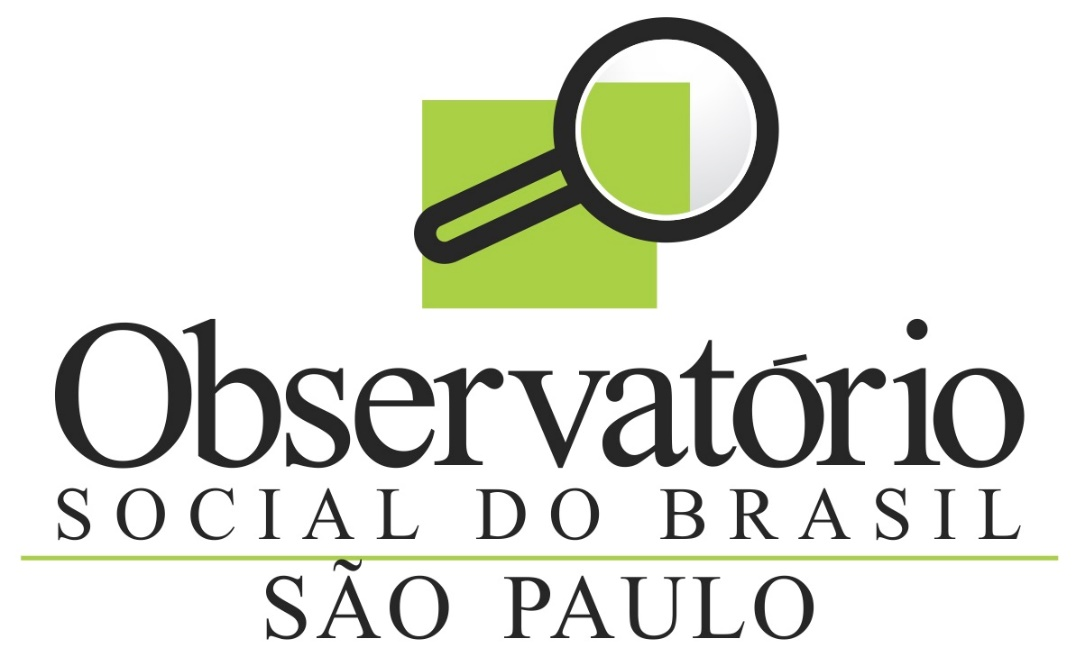 Observatório
SOCIAL DO BRASIL
SÃO PAULO